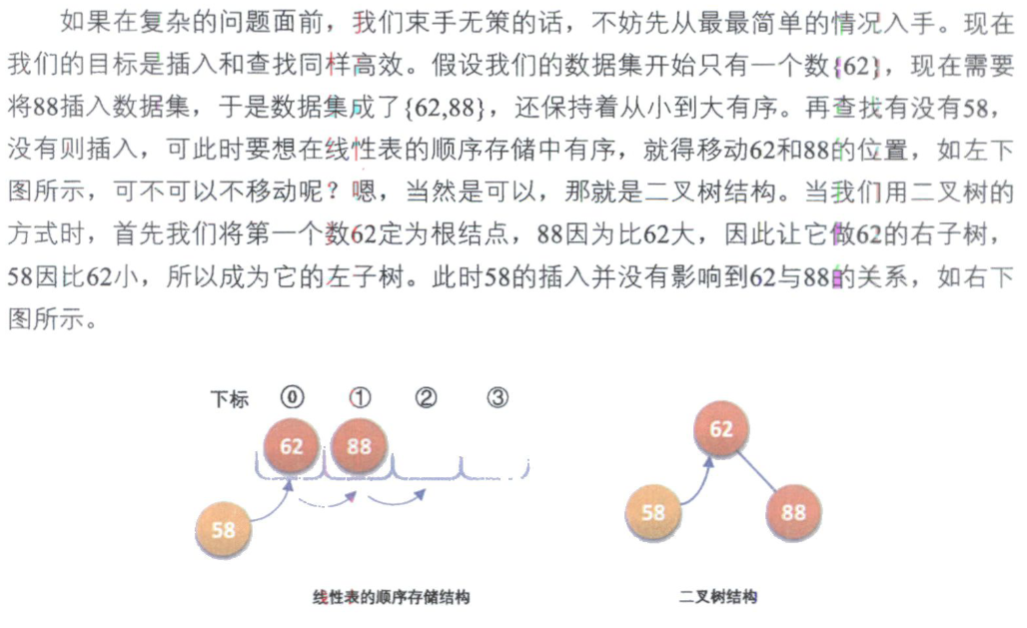 如果在复杂的问题面前，我们束手无策的话，不妨先从最最简单的情况入手。现在
我们的目标是插入和查找同样高效。假设我们的数据集开始只有一个数{62}，现在需要
将88插入数据集，于是数据集成了{62,88}，还保持着从小到大有序。再查找有没有58，
没有则插入，可此时要想在线性表的顺序存储中有序，就得移动62和88的位置，如左下
图所示，可不可以不移动呢？嗯，当然是可以，那就是二叉树结构。当我们用二叉树的
方式时，首先我们将第一个数62定为根结点，88因为比62大，因此让它做62的右子树，
58因比62小，所以成为它的左子树。此时58的插入并没有影响到62与88的关系，如右下
图所示。
下标 ⓪ ① ② ③
62 88
58
线性表的顺序存储结构
62
58 88
二叉树结构